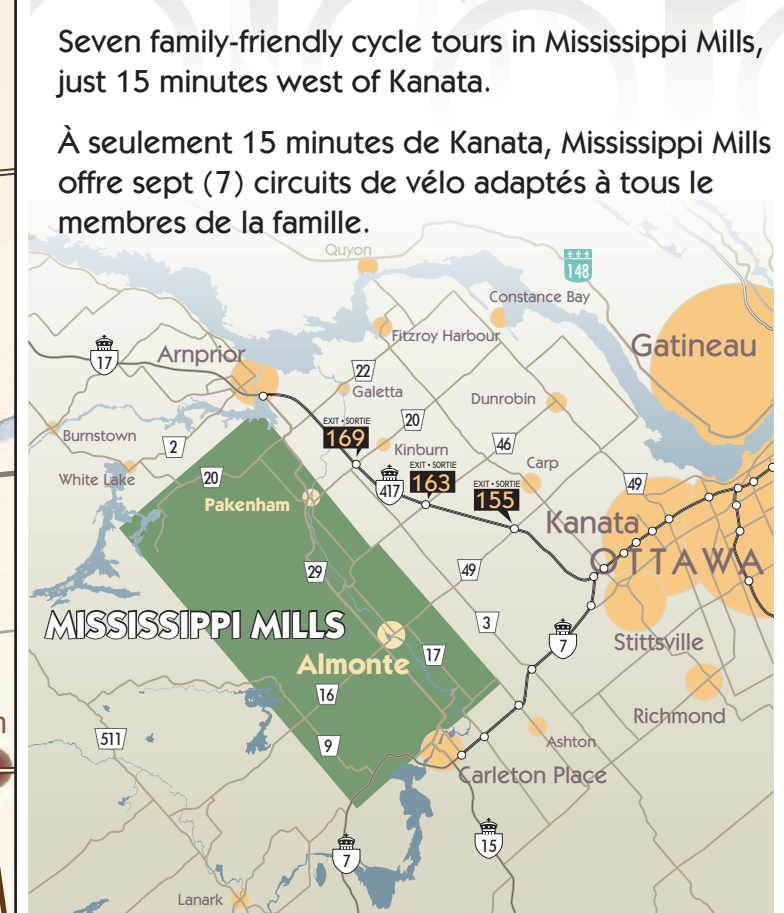 Seven family-friendly cycle tours in Mississippi Mills,
just 15 minutes west of Kanata.
À seulement 15 minutes de Kanata, Mississippi Mills
offre sept (7) circuits de vélo adaptés à tous le
membres de la famille.
Quyon
148
Constance Bay
Fitzroy Harbour
Gatineau
17
Arnprior
22
Galetta
Dunrobin
20
EXIT • SORTIE
169
Burnstown
2
Kinburn
46
White Lake
20
417
EXIT • SORTIE
163
Carp
EXIT • SORTIE
155
49
Pakenham
Kanata
OTTAWA
29
49
MISSISSIPPI MILLS
3
Almonte
17
7
Stittsville
16
Richmond
511
9
Ashton
Carleton Place
7
15
Lanark